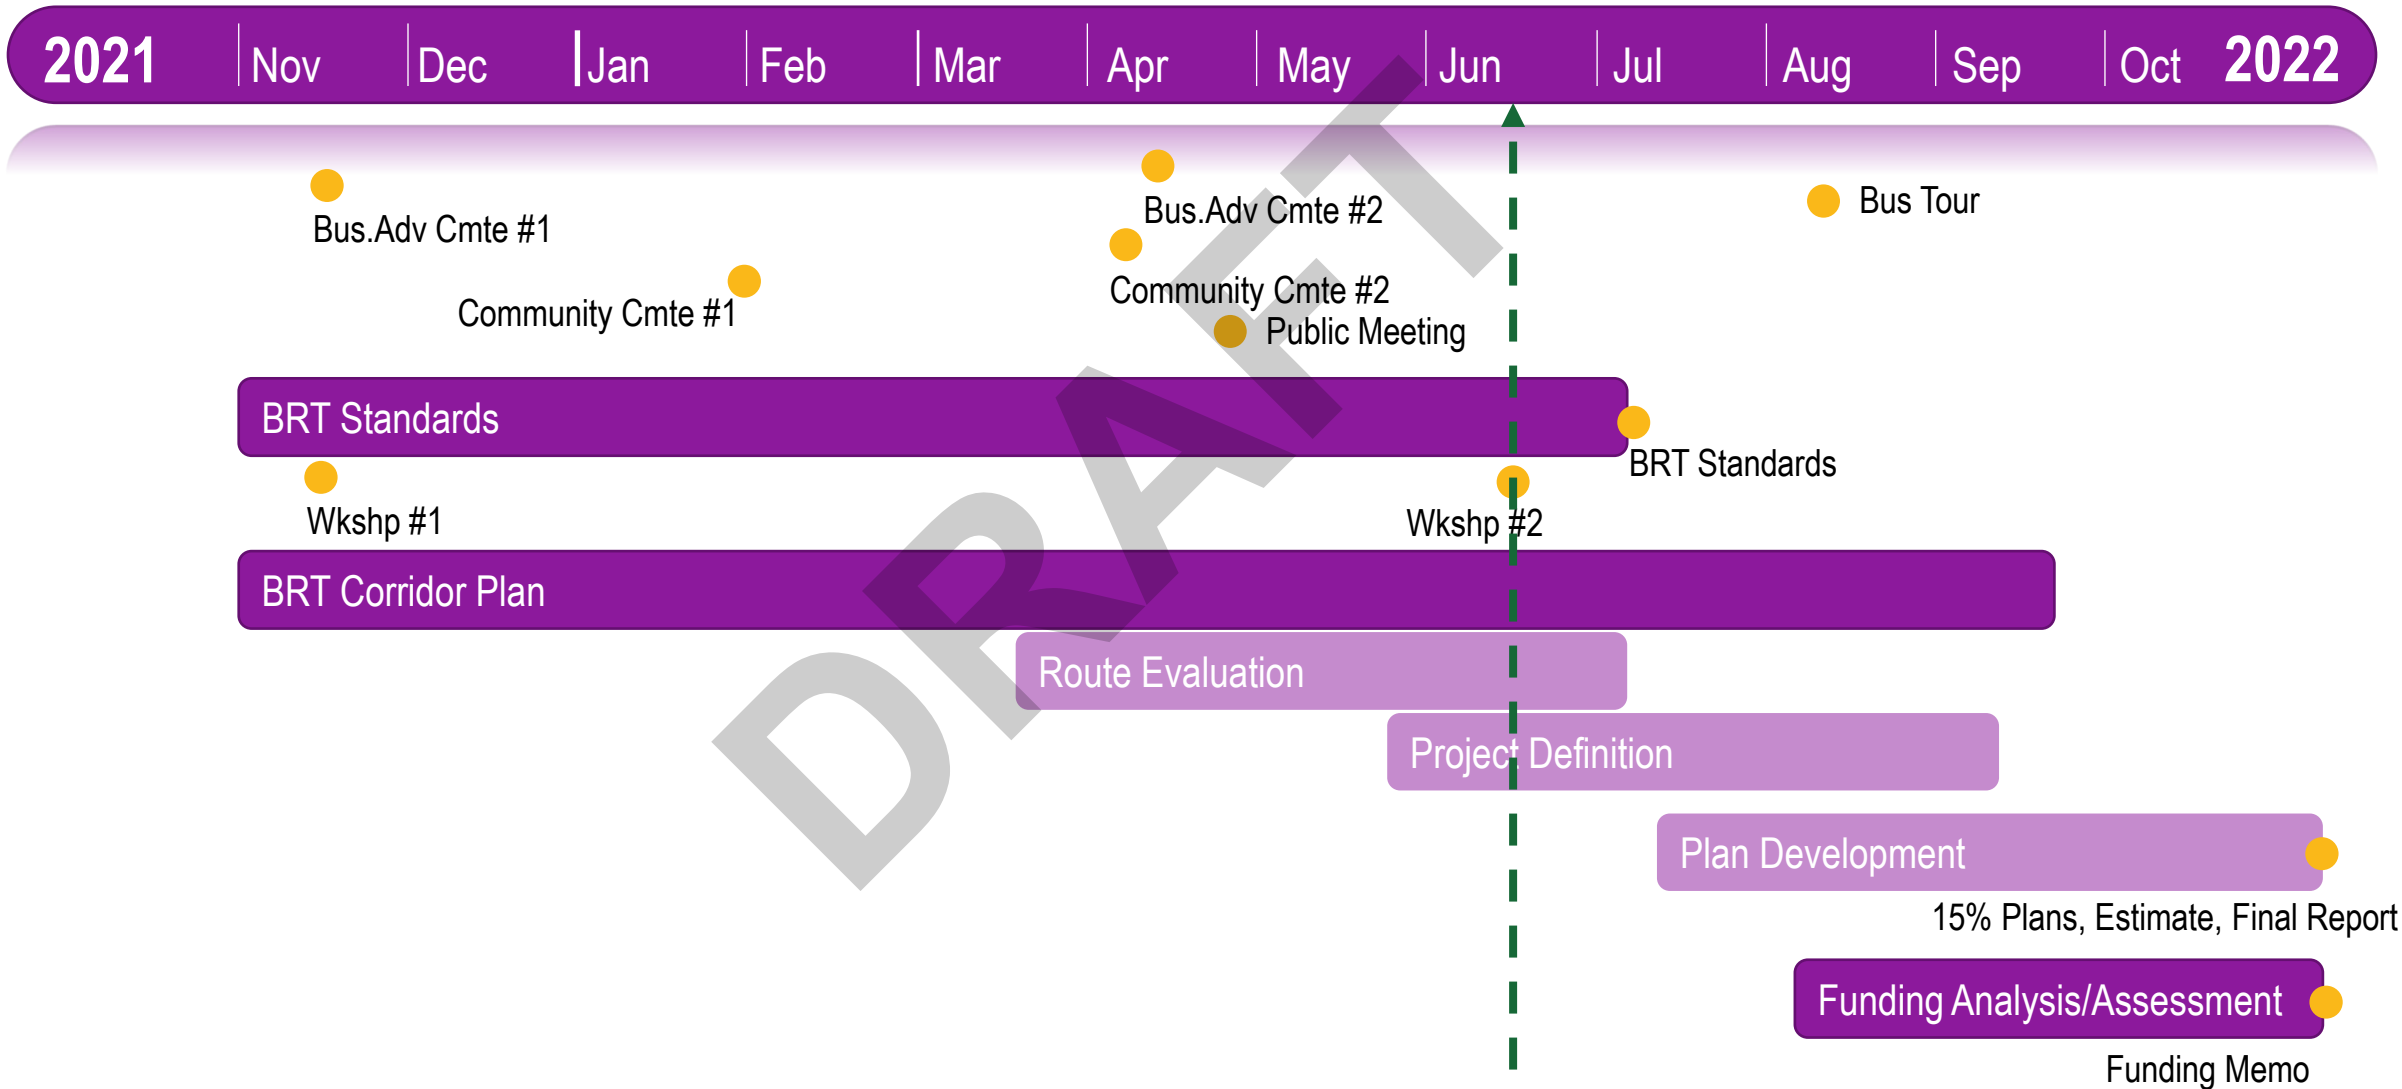 2021 Nov Dec Jan Feb Mar Apr May Jun Jul Aug Sep Oct 2022
Bus.Adv Cmte #1
Bus.Adv Cmte #2
Bus Tour
Community Cmte #1
Community Cmte #2
Public Meeting
BRT Standards
BRT Standards
Wkshp #1
Wkshp #2
BRT Corridor Plan
Route Evaluation
Project Definition
Plan Development
15% Plans, Estimate, Final Report
Funding Analysis/Assessment
Funding Memo
DRAFT